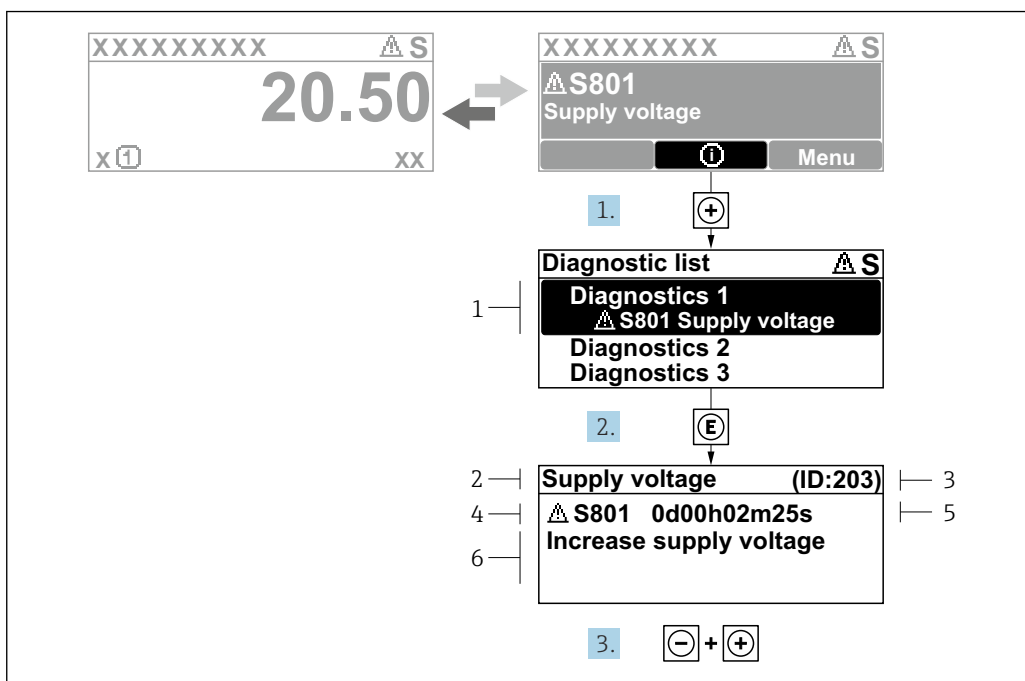 XXXXXXXXX ⚠ S
20.50
x ① xx
XXXXXXXXX ⚠ S
⚠ S801
Supply voltage
ⓘ Menu
1. +
Diagnostic list ⚠ S
1
Diagnostics 1
⚠ S801 Supply voltage
Diagnostics 2
Diagnostics 3
2. E
2 Supply voltage (ID:203) 3
4 ⚠ S801 0d00h02m25s 5
6 Increase supply voltage
3. − + +